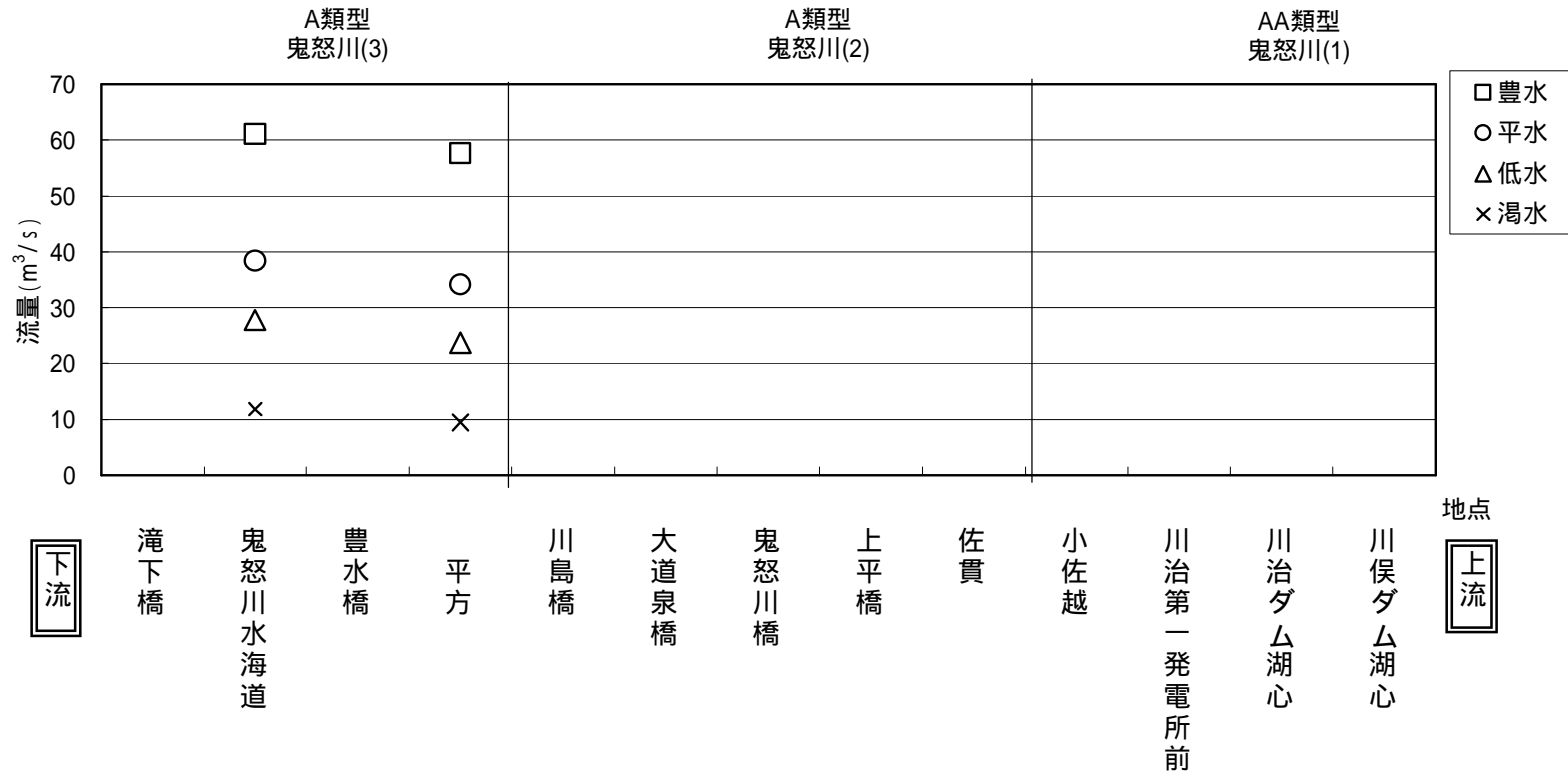 A類型
鬼怒川(3)
A類型
鬼怒川(2)
AA類型
鬼怒川(1)
70
60
50
40
30
20
10
0
流量(m³/s)
豊水
平水
低水
渇水
地点
下流
滝下橋
鬼怒川水海道
豊水橋
平方
川島橋
大道泉橋
鬼怒川橋
上平橋
佐貫
小佐越
川治第一発電所前
川治ダム湖心
川俣ダム湖心
上流